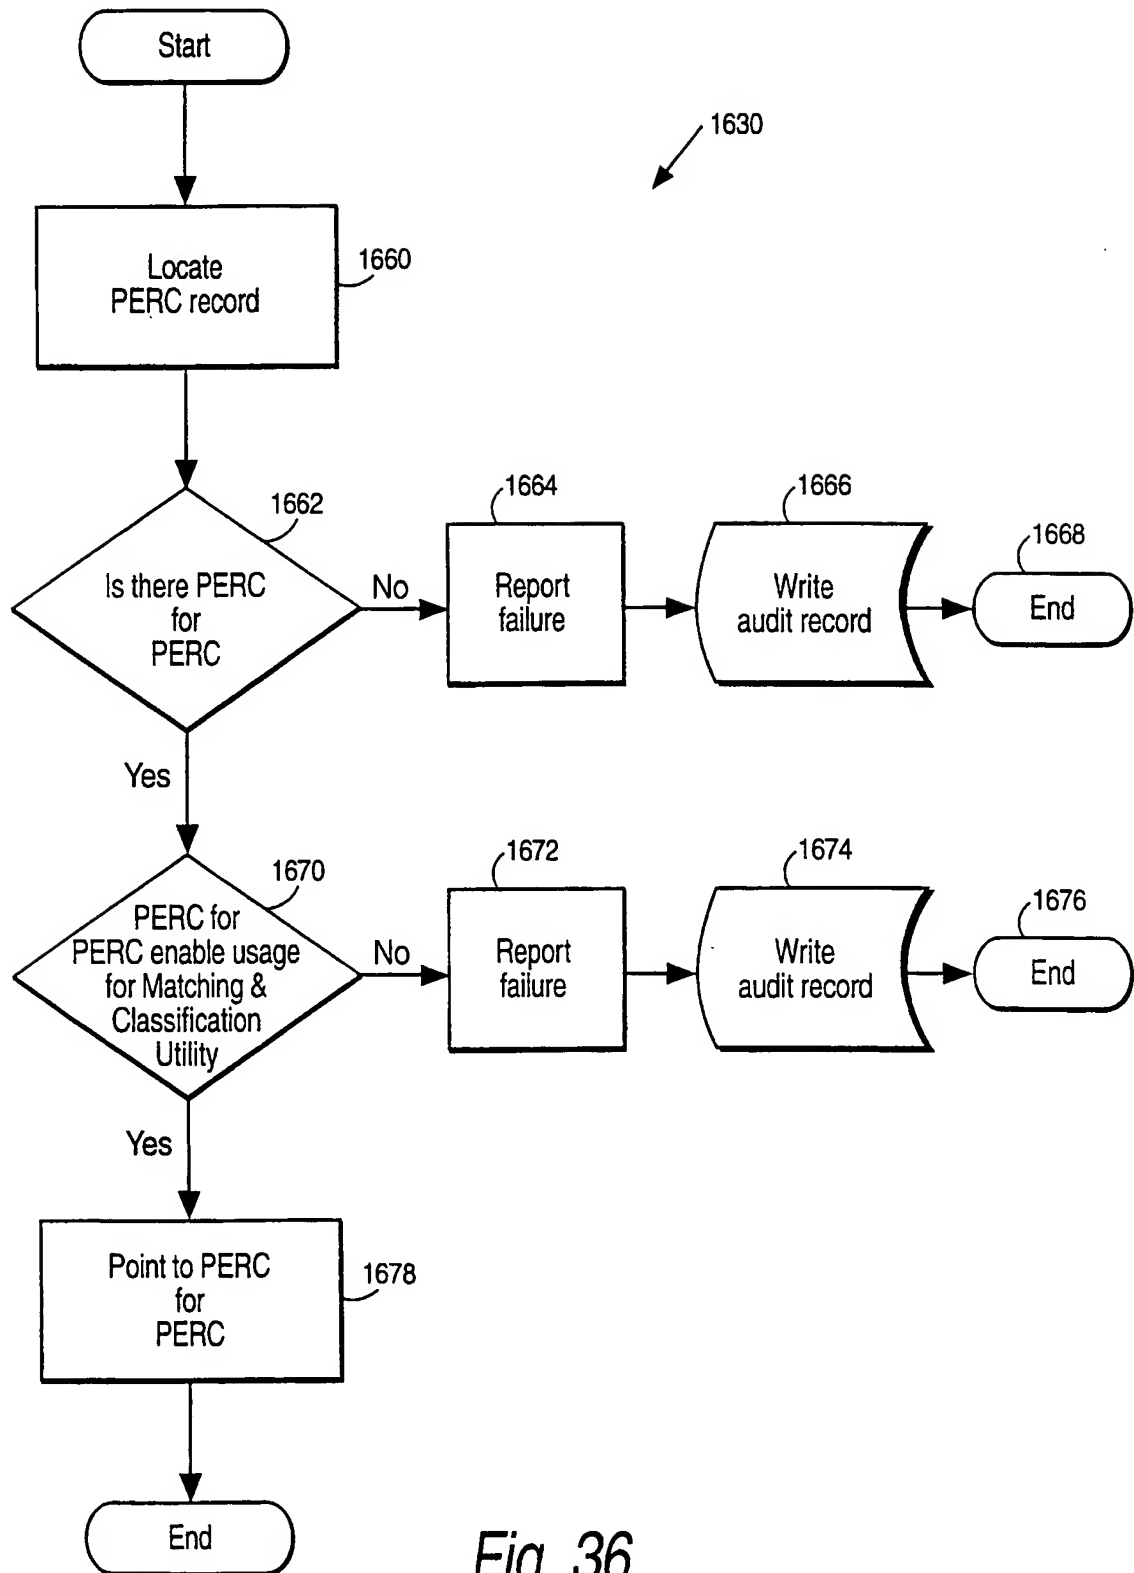 Start
1630
Locate
PERC record
1660
1662
Is there PERC
for
PERC
No
1664
Report
failure
1666
Write
audit record
1668
End
Yes
1670
PERC for
PERC enable usage
for Matching &
Classification
Utility
No
1672
Report
failure
1674
Write
audit record
1676
End
Yes
Point to PERC
for
PERC
1678
End
Fig. 36